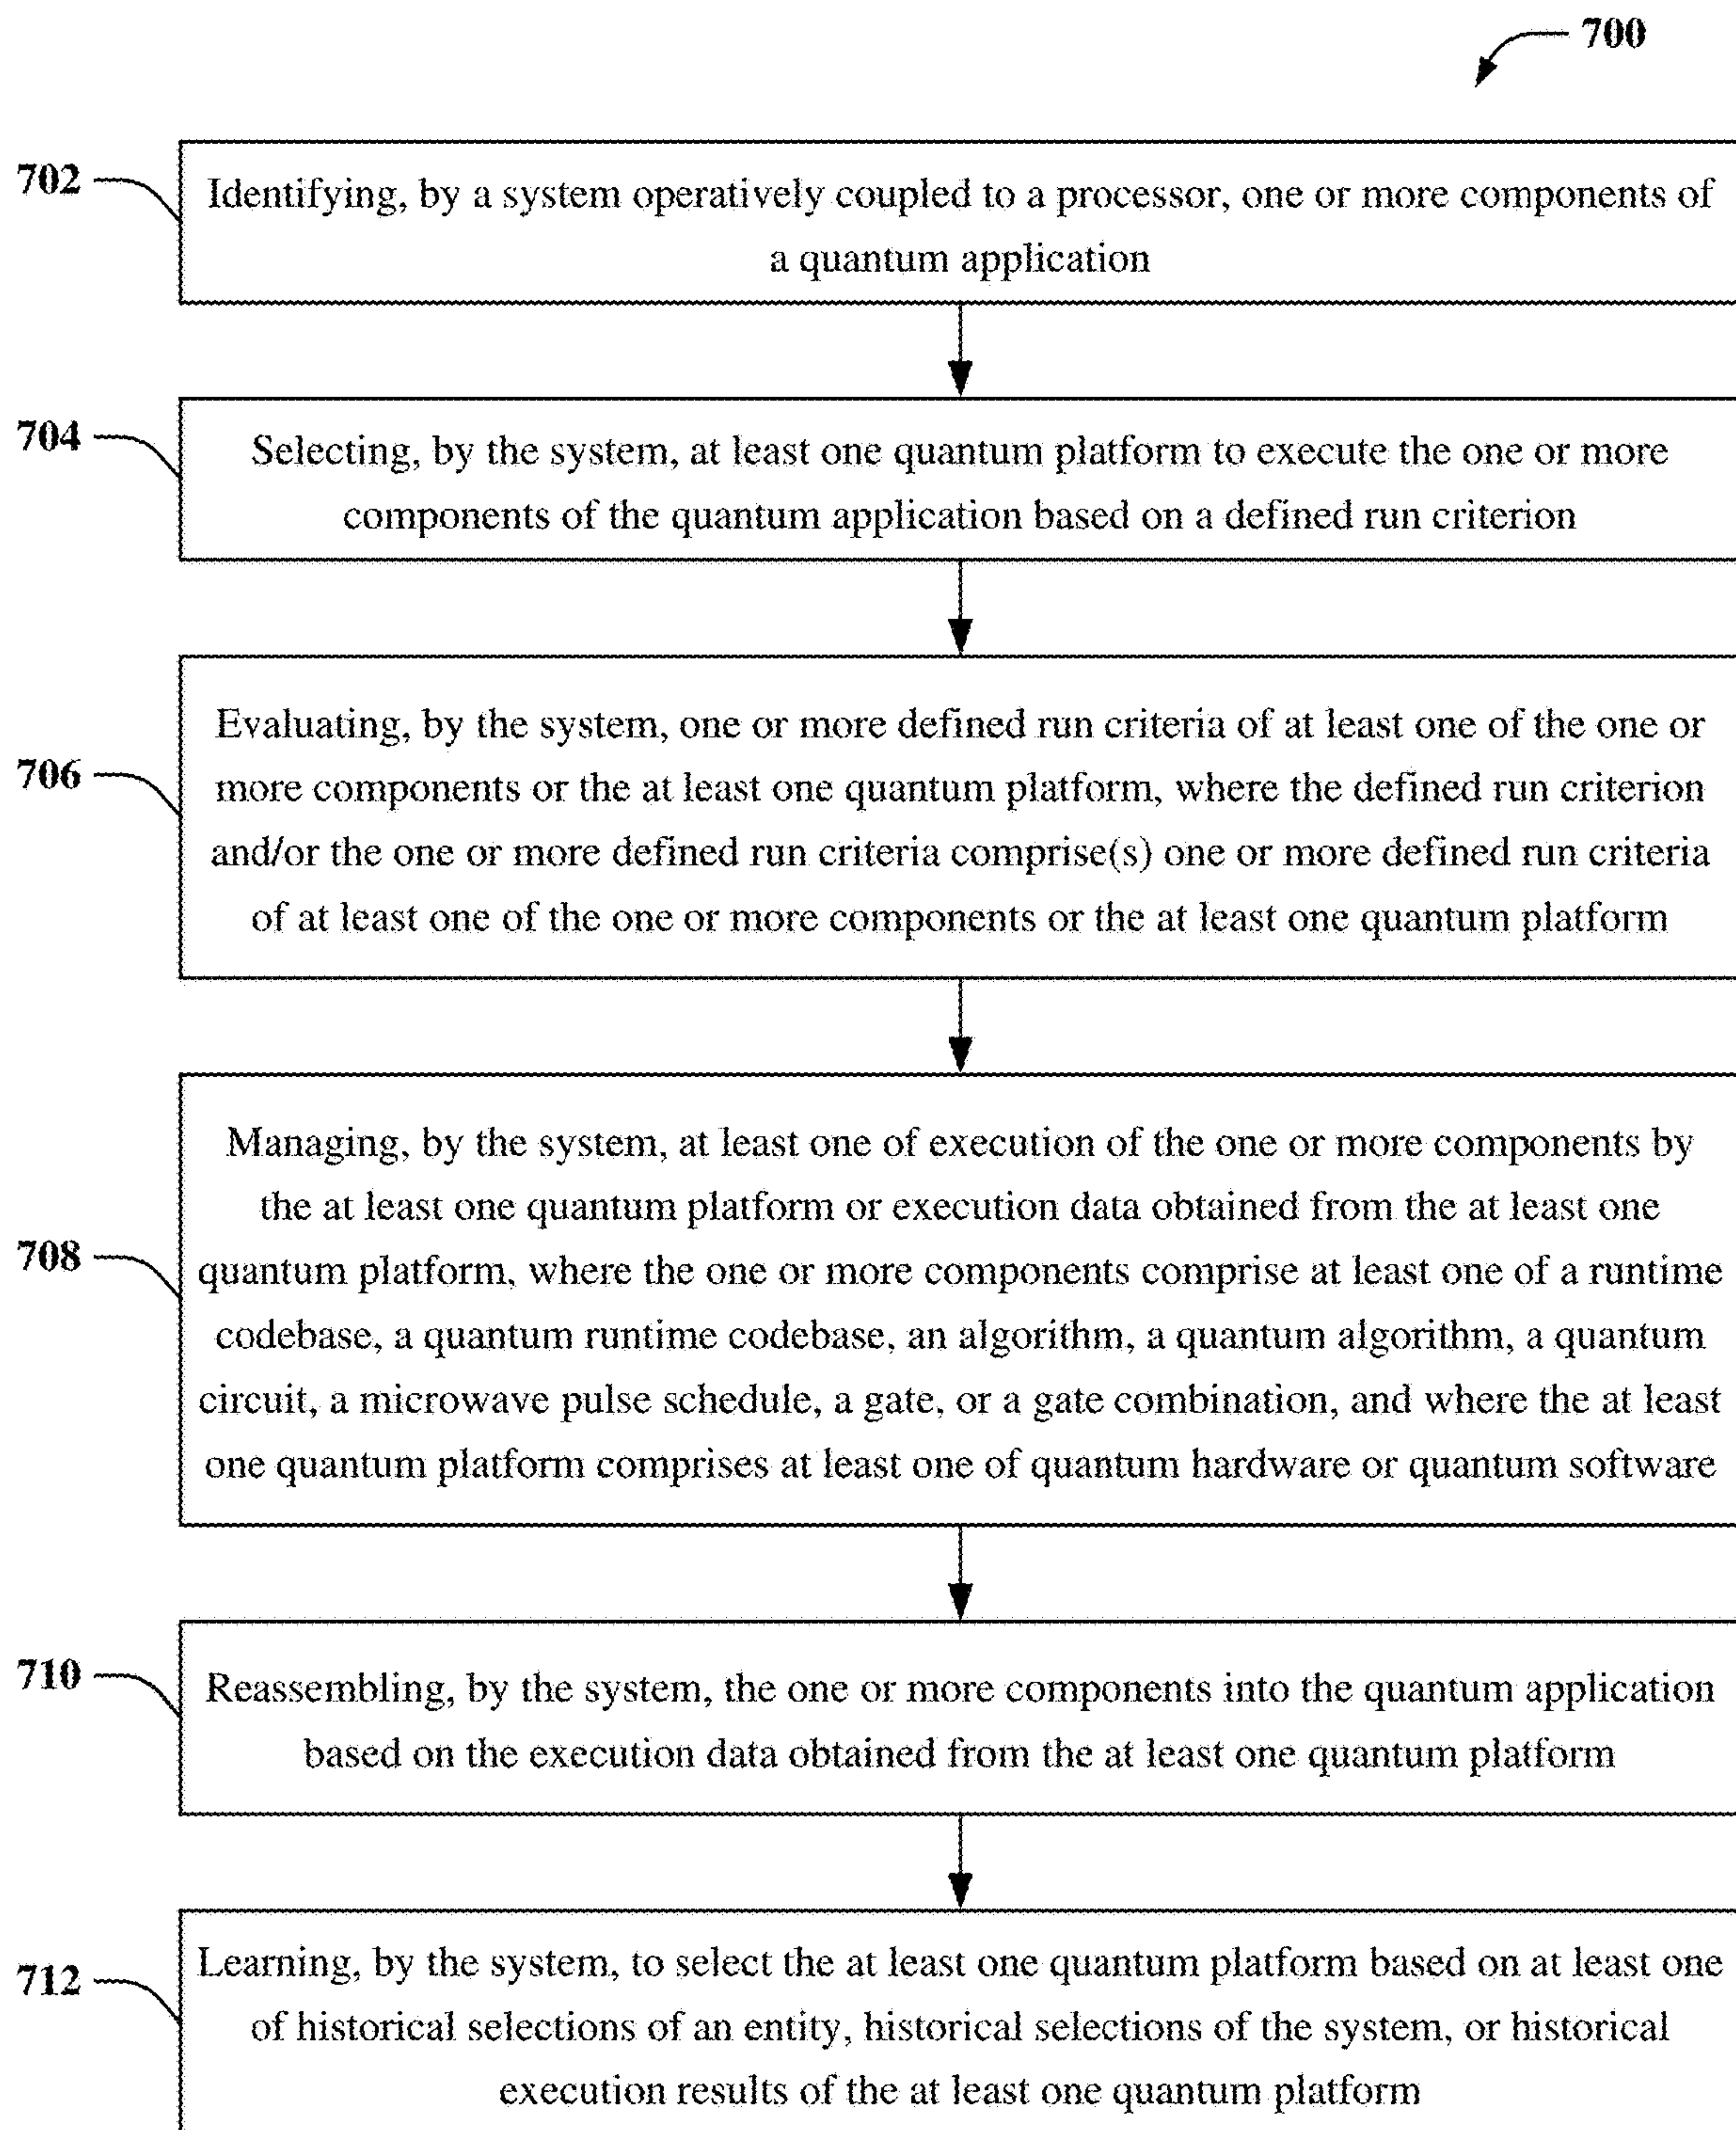 700
702
Identifying, by a system operatively coupled to a processor, one or more components of
a quantum application
704
Selecting, by the system, at least one quantum platform to execute the one or more
components of the quantum application based on a defined run criterion
706
Evaluating, by the system, one or more defined run criteria of at least one of the one or
more components or the at least one quantum platform, where the defined run criterion
and/or the one or more defined run criteria comprise(s) one or more defined run criteria
of at least one of the one or more components or the at least one quantum platform
708
Managing, by the system, at least one of execution of the one or more components by
the at least one quantum platform or execution data obtained from the at least one
quantum platform, where the one or more components comprise at least one of a runtime
codebase, a quantum runtime codebase, an algorithm, a quantum algorithm, a quantum
circuit, a microwave pulse schedule, a gate, or a gate combination, and where the at least
one quantum platform comprises at least one of quantum hardware or quantum software
710
Reassembling, by the system, the one or more components into the quantum application
based on the execution data obtained from the at least one quantum platform
712
Learning, by the system, to select the at least one quantum platform based on at least one
of historical selections of an entity, historical selections of the system, or historical
execution results of the at least one quantum platform